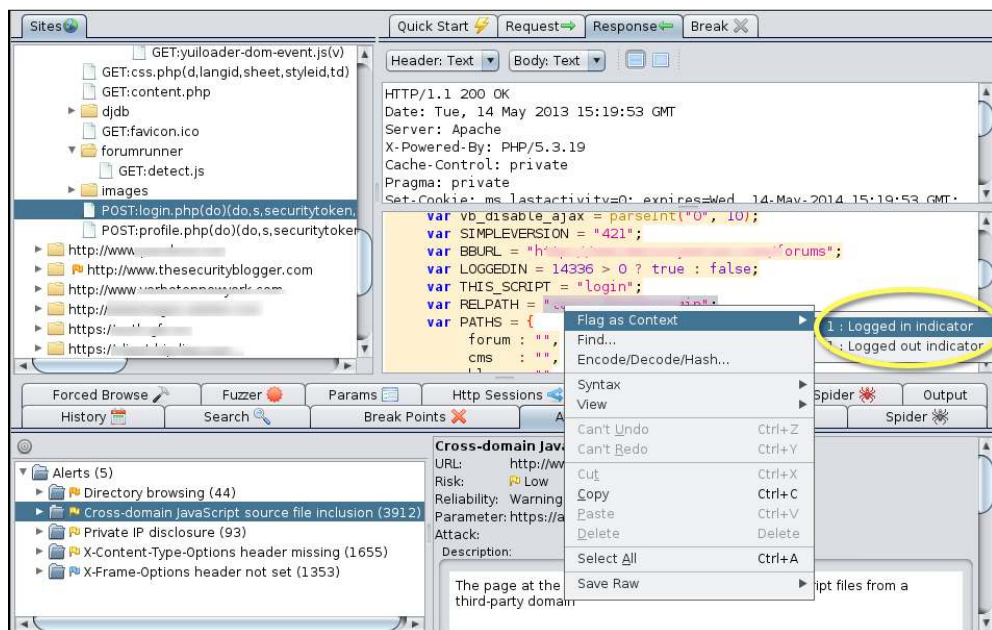 Sites
GET:yuiloader-dom-event.js(v)
GET:css.php(d,langid,sheet,styleid,td)
GET:content.php
djdb
GET:favicon.ico
forumrunner
GET:detect.js
images
POST:login.php(do)(do,s,securitytoken,
POST:profile.php(do)(do,s,securitytoken
http://www
http://www.thesecurityblogger.com
http://www
http://
https:/
https:/
Quick Start
Request
Response
Break
Header: Text
Body: Text
HTTP/1.1 200 OK
Date: Tue, 14 May 2013 15:19:53 GMT
Server: Apache
X-Powered-By: PHP/5.3.19
Cache-Control: private
Pragma: private
Set-Cookie: ms_lastactivity=0; expires=Wed, 14-May-2014 15:19:53 GMT;
var vb_disable_ajax = parseInt("0", 10);
var SIMPLEVERSION = "421";
var BBURL = "h /forums";
var LOGGEDIN = 14336 > 0 ? true : false;
var THIS_SCRIPT = "login";
var RELPATH = "
var PATHS = {
forum : "",
cms : "",
Flag as Context
Find...
Encode/Decode/Hash...
Syntax
View
Can't Undo Ctrl+Z
Can't Redo Ctrl+Y
Cut Ctrl+X
Copy Ctrl+C
Paste Ctrl+V
Delete Delete
Select All Ctrl+A
Save Raw
1 : Logged in indicator
1 : Logged out indicator
Forced Browse
Fuzzer
Params
Http Sessions
Spider
Output
History
Search
Break Points
A
Spider
Alerts (5)
Directory browsing (44)
Cross-domain JavaScript source file inclusion (3912)
Private IP disclosure (93)
X-Content-Type-Options header missing (1655)
X-Frame-Options header not set (1353)
Cross-domain Java
URL: http://ww
Risk: Low
Reliability: Warning
Parameter: https://a
Attack:
Description:
The page at the ript files from a
third-party domain